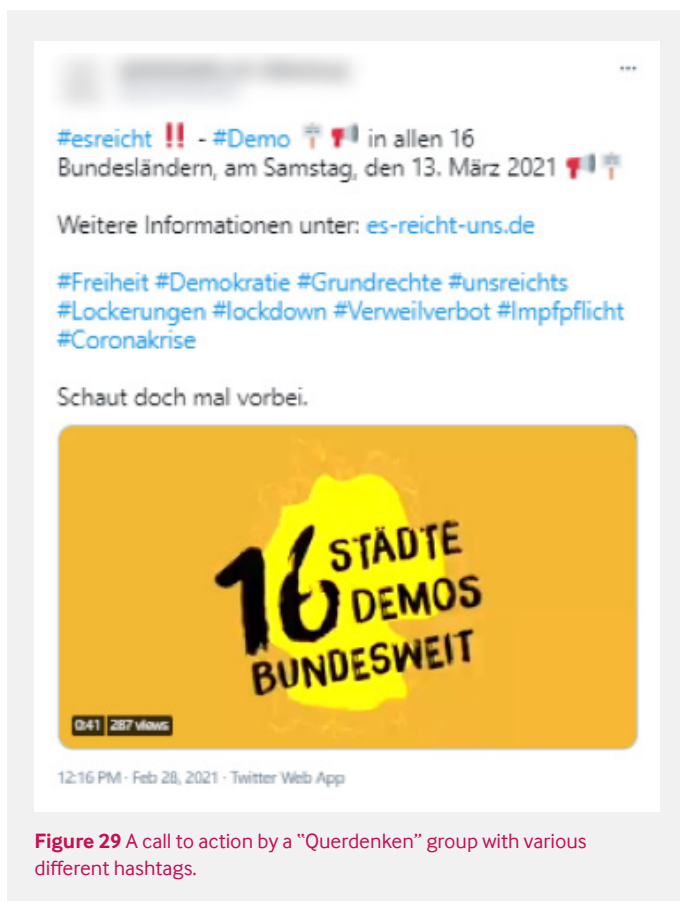 #esreicht ‼ - #Demo 🪧 📢 in allen 16
Bundesländern, am Samstag, den 13. März 2021 📢 🪧
Weitere Informationen unter: es-reicht-uns.de
#Freiheit #Demokratie #Grundrechte #unsreichts
#Lockerungen #lockdown #Verweilverbot #Impfpflicht
#Coronakrise
Schaut doch mal vorbei.
16 STÄDTE
DEMOS
BUNDESWEIT
0:41 287 views
12:16 PM · Feb 28, 2021 · Twitter Web App
Figure 29 A call to action by a “Querdenken” group with various
different hashtags.